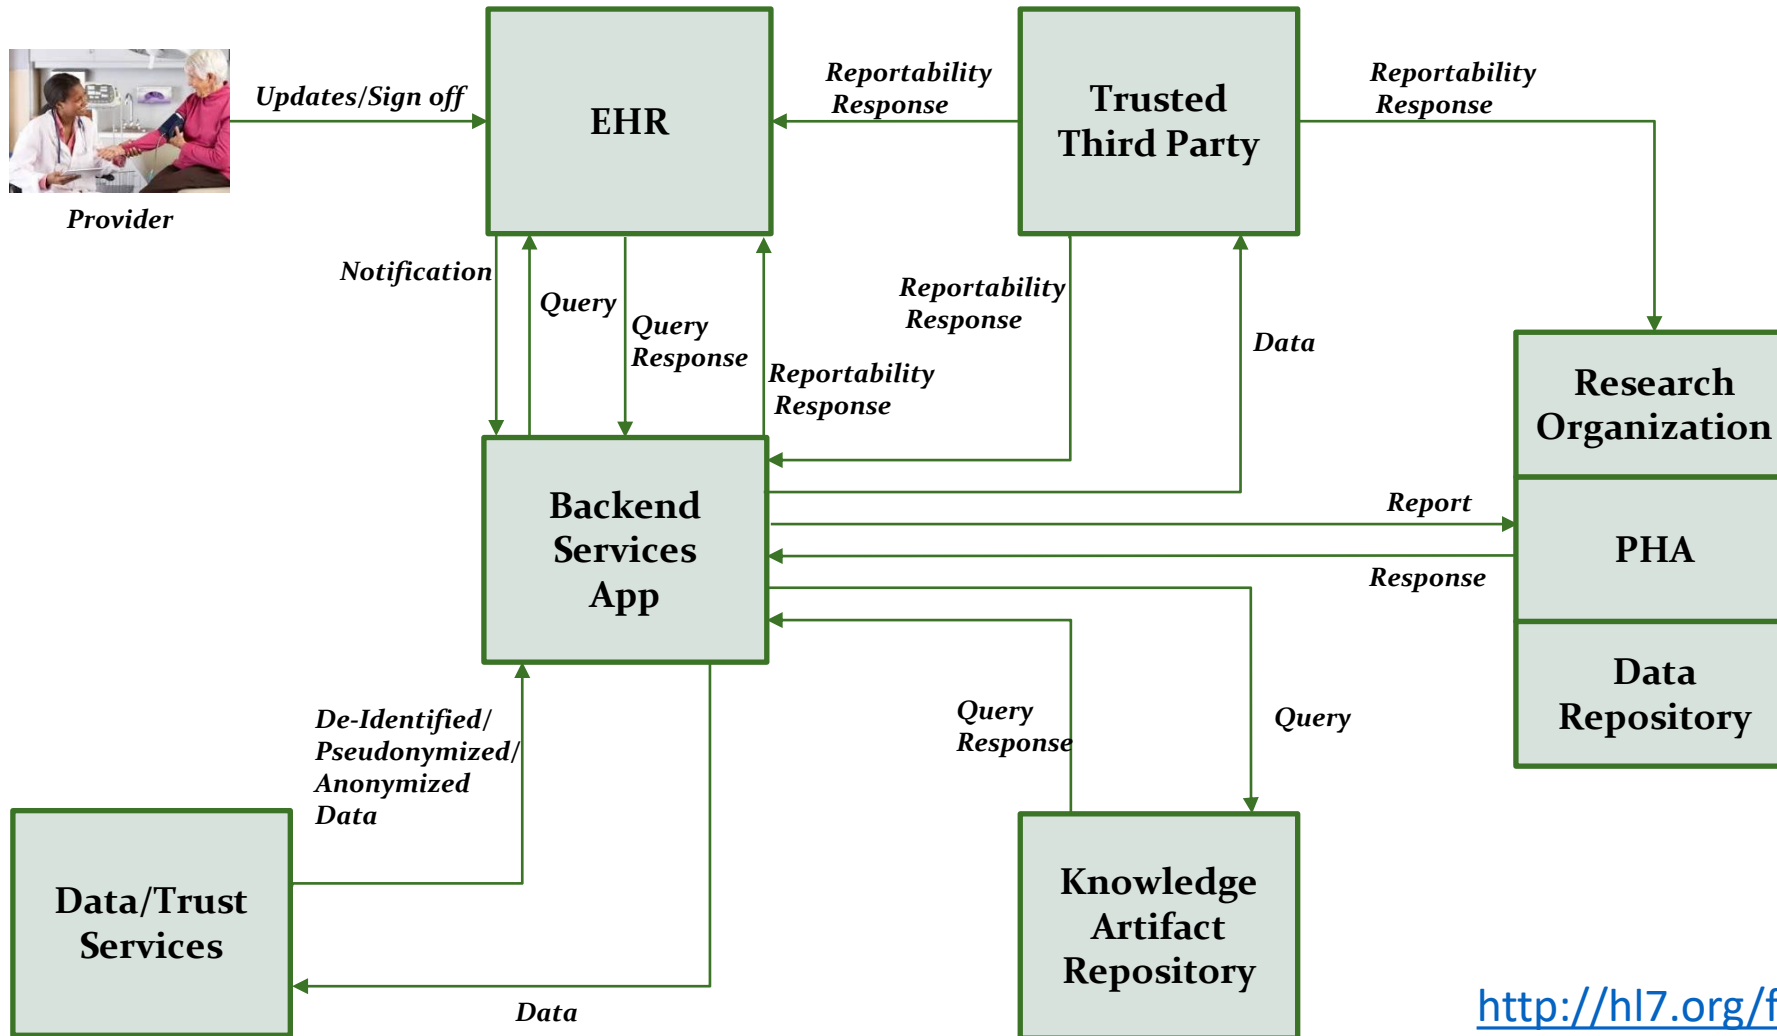 Updates/Sign off
Provider
EHR
Reportability
Response
Trusted
Third Party
Reportability
Response
Notification
Query
Query
Response
Reportability
Response
Reportability
Response
Data
Research
Organization
PHA
Data
Repository
Backend
Services
App
Report
Response
De-Identified/
Pseudonymized/
Anonymized
Data
Query
Response
Query
Data/Trust
Services
Data
Knowledge
Artifact
Repository
http://hl7.org/f